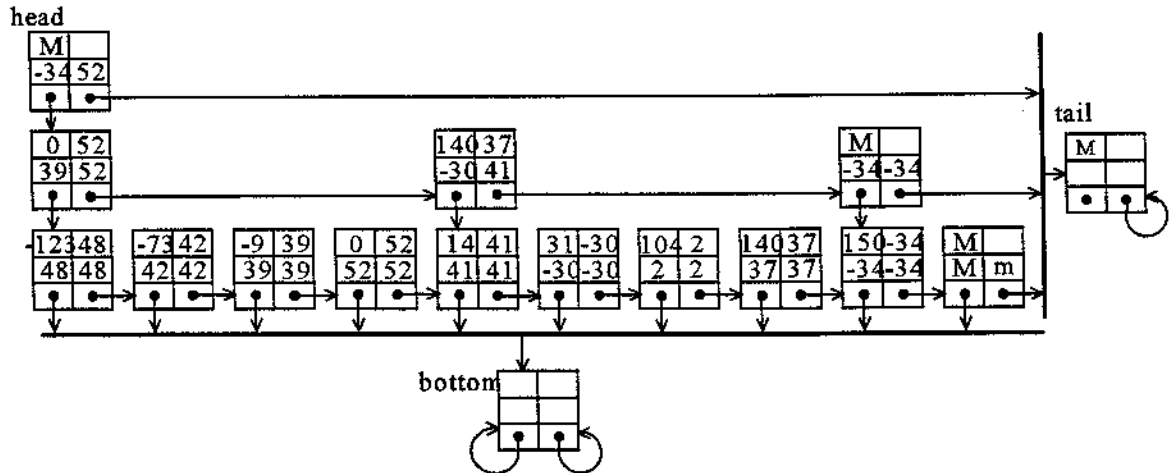 head
M
-34 52
tail
0 52 140 37 M M
39 52 -30 41 -34 -34
-123 48 -73 42 -9 39 0 52 14 41 31 -30 104 2 140 37 150 -34 M
48 48 42 42 39 39 52 52 41 41 -30 -30 2 2 37 37 -34 -34 M m
bottom